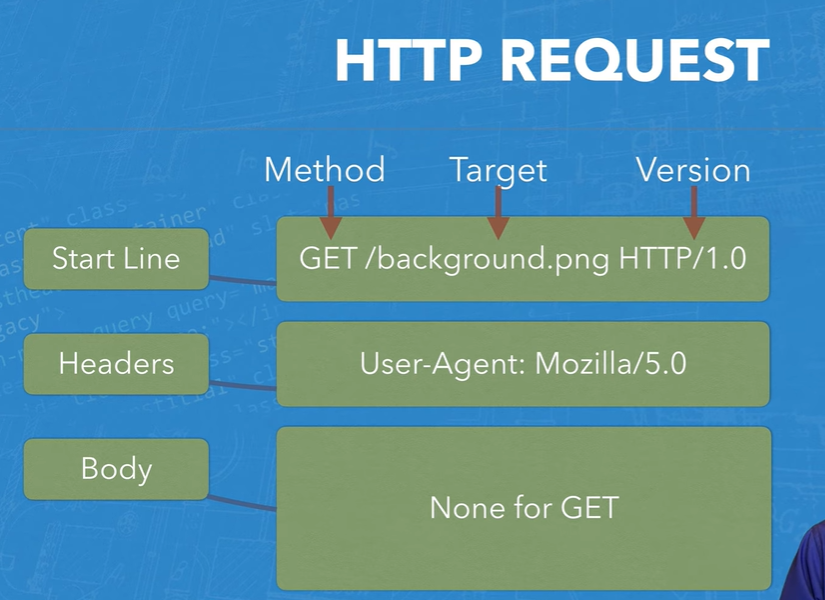 HTTP REQUEST
Method Target Version
Start Line
GET /background.png HTTP/1.0
Headers
User-Agent: Mozilla/5.0
Body
None for GET